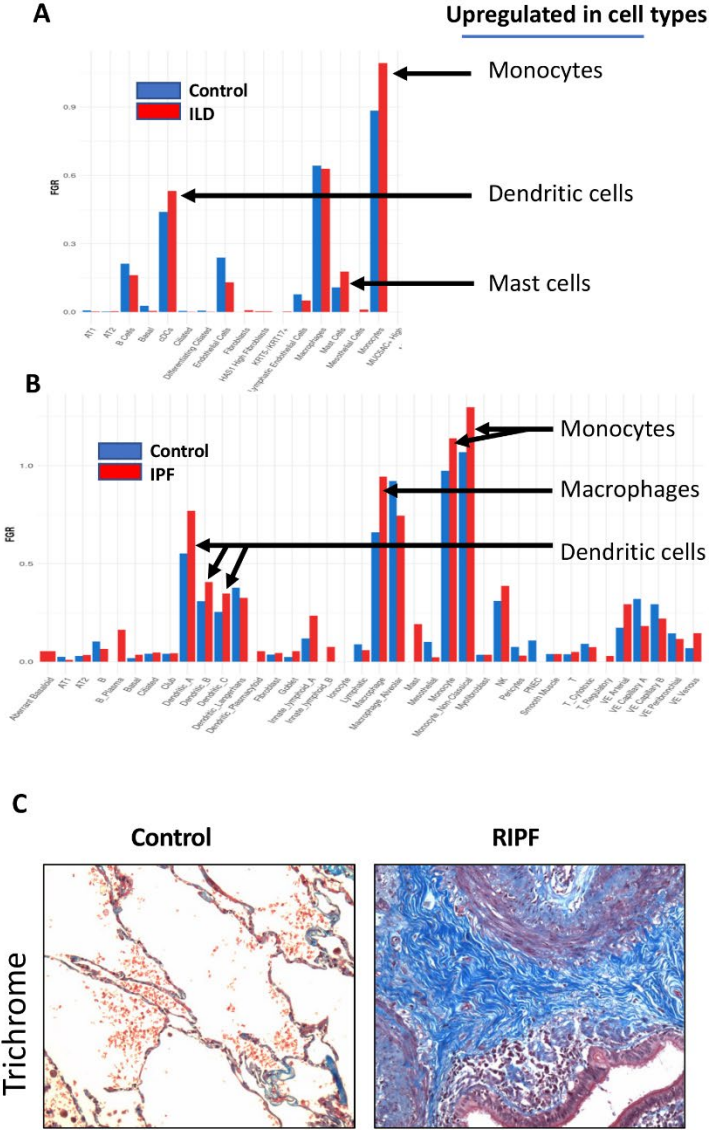 A
Upregulated in cell types
Monocytes
Control
ILD
0.9
0.6
0.3
0.0
FGR
Dendritic cells
Mast cells
AT1
AT2
B Cells
Basal
cDCs
Ciliated
Differentiating Ciliated
Endothelial Cells
Fibroblasts
HAS1 High Fibroblasts
KRT5-/KRT17+
Lymphatic Endothelial Cells
Macrophages
Mast Cells
Mesothelial Cells
Monocytes
MUC5AC+ High
B
Control
IPF
Monocytes
Macrophages
Dendritic cells
1.0
0.5
0.0
FGR
Aberrant Basaloid
AT1
AT2
B
B_Plasma
Basal
Ciliated
Club
Dendritic_A
Dendritic_B
Dendritic_C
Dendritic_Langerhans
Dendritic_Plasmacytoid
Fibroblast
Goblet
Innate_lymphoid_A
Innate_lymphoid_B
Ionocyte
Lymphatic
Macrophage
Macrophage_Alveolar
Mast
Mesothelial
Monocyte
Monocyte_Non-Classical
Myofibroblast
NK
Pericytes
PNEC
Smooth Muscle
T
T_Cytotoxic
T_Regulatory
VE Arterial
VE Capillary A
VE Capillary B
VE Peribronchial
VE Venous
C
Control
RIPF
Trichrome